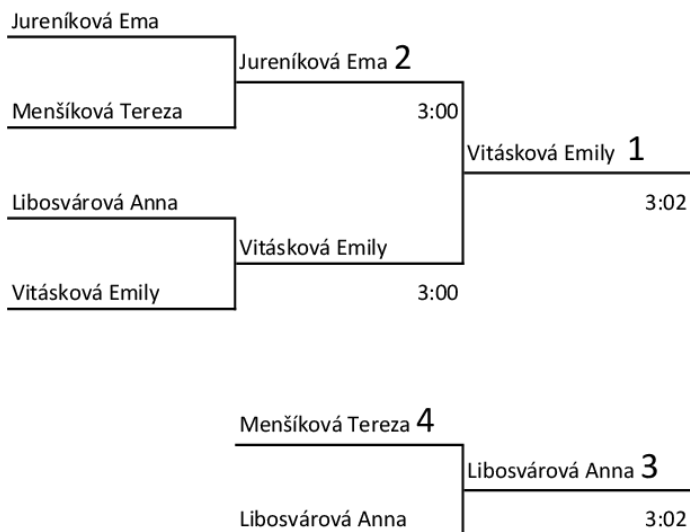 Jureníková Ema
Jureníková Ema 2
Menšíková Tereza
3:00
Vitásková Emily 1
Libosvárová Anna
3:02
Vitásková Emily
Vitásková Emily
3:00
Menšíková Tereza 4
Libosvárová Anna 3
Libosvárová Anna
3:02